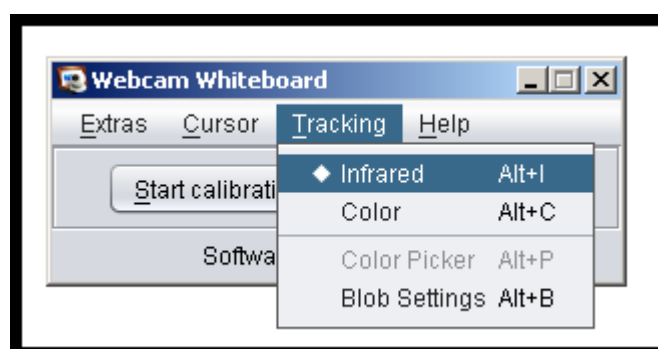 Webcam Whiteboard
Extras Cursor Tracking Help
Infrared Alt+I
Start calibrati
Color Alt+C
Softwa
Color Picker Alt+P
Blob Settings Alt+B